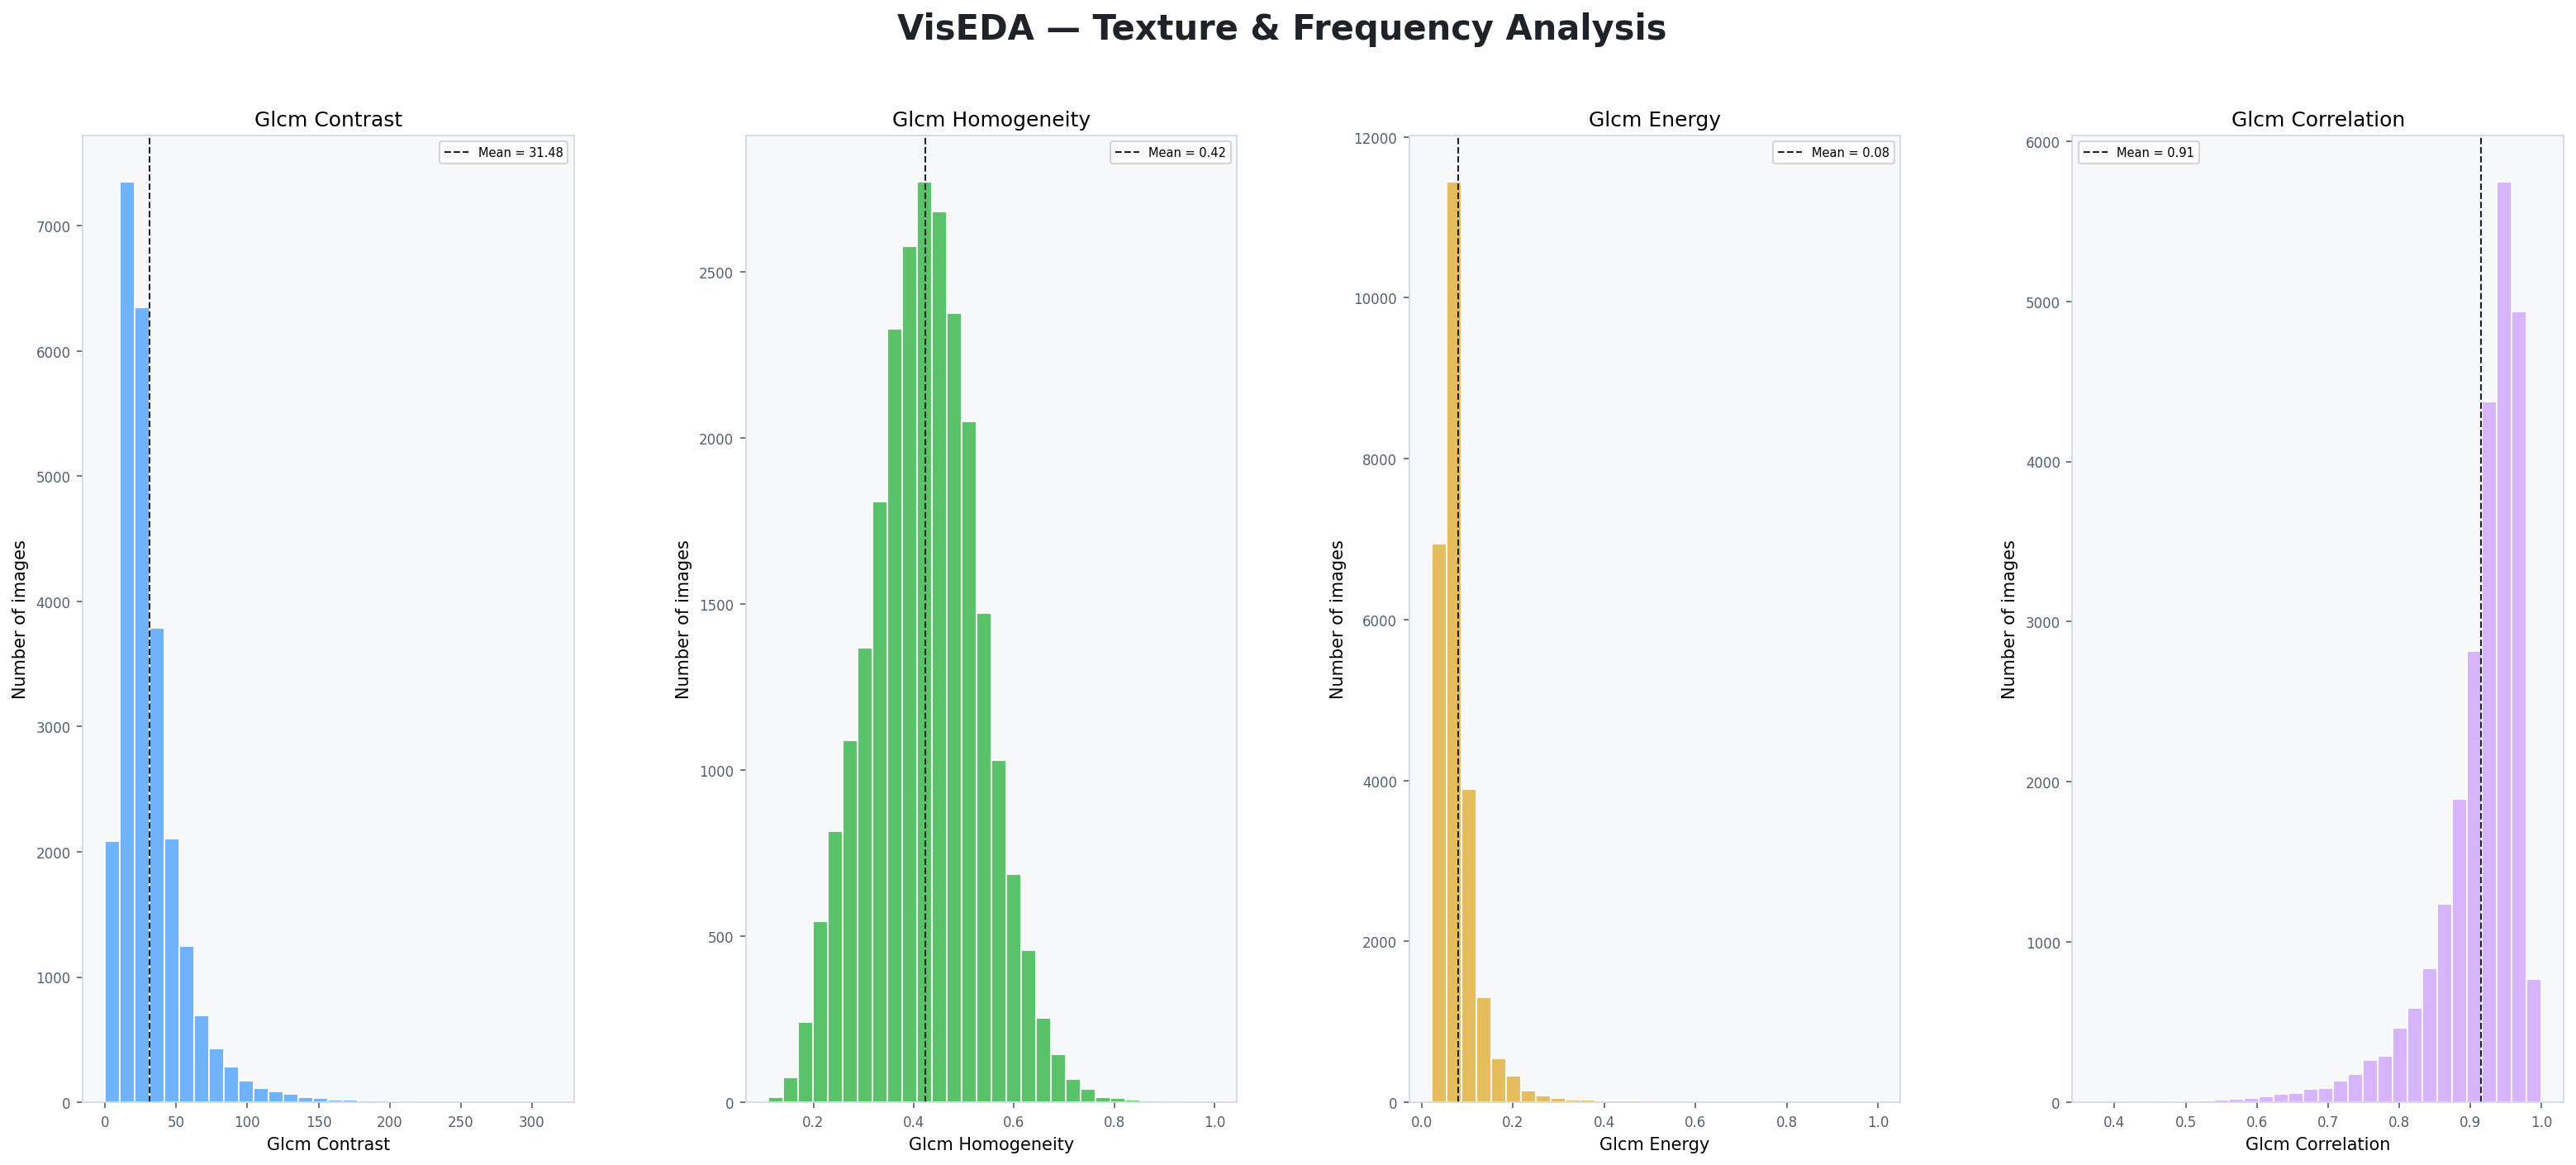 VisEDA — Texture & Frequency Analysis
Glcm Contrast
Mean = 31.48
Number of images
7000
6000
5000
4000
3000
2000
1000
0
0 50 100 150 200 250 300
Glcm Contrast
Glcm Homogeneity
Mean = 0.42
Number of images
2500
2000
1500
1000
500
0
0.2 0.4 0.6 0.8 1.0
Glcm Homogeneity
Glcm Energy
Mean = 0.08
Number of images
12000
10000
8000
6000
4000
2000
0
0.0 0.2 0.4 0.6 0.8 1.0
Glcm Energy
Glcm Correlation
Mean = 0.91
Number of images
6000
5000
4000
3000
2000
1000
0
0.4 0.5 0.6 0.7 0.8 0.9 1.0
Glcm Correlation